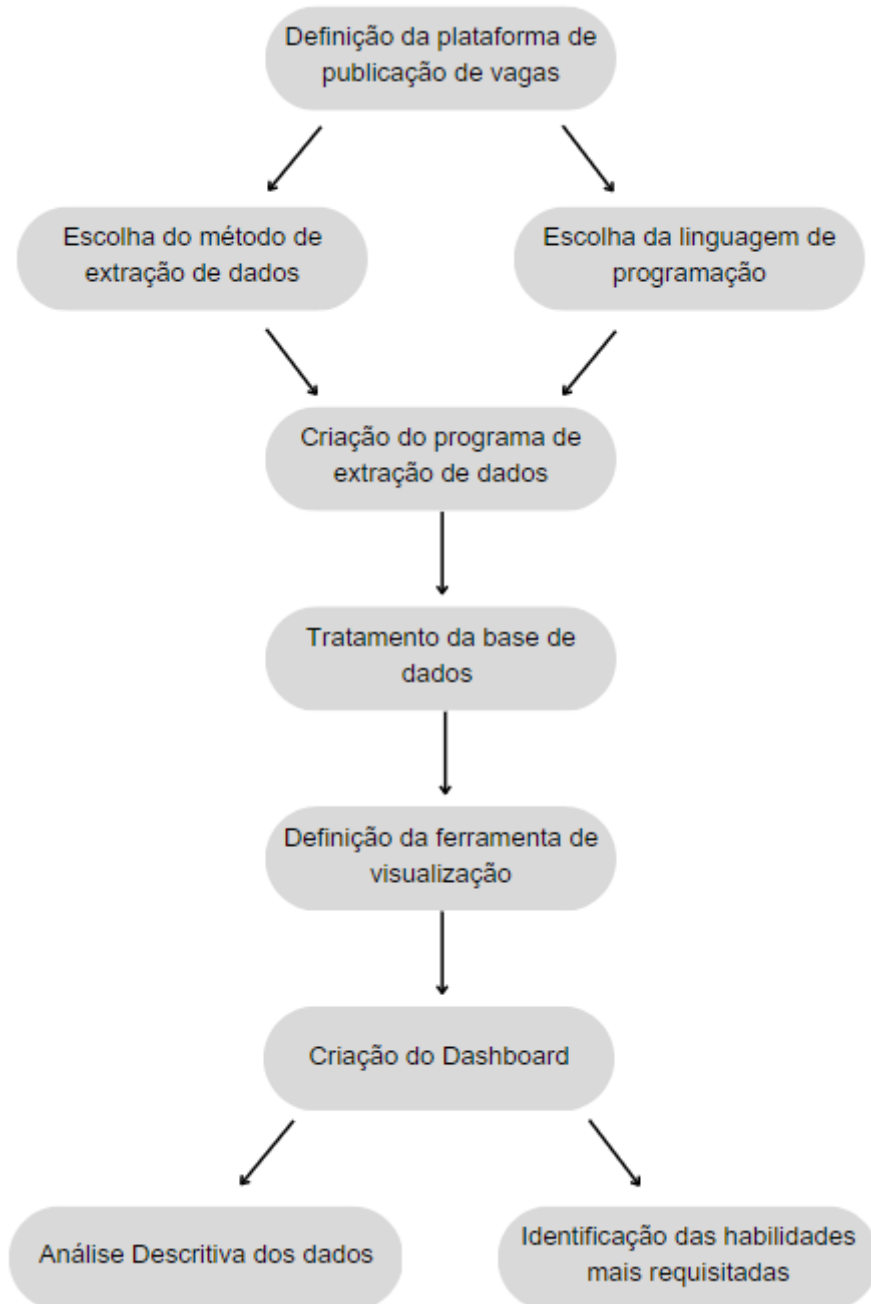 Definição da plataforma de
publicação de vagas
Escolha do método de
extração de dados
Escolha da linguagem de
programação
Criação do programa de
extração de dados
Tratamento da base de
dados
Definição da ferramenta de
visualização
Criação do Dashboard
Análise Descritiva dos dados
Identificação das habilidades
mais requisitadas